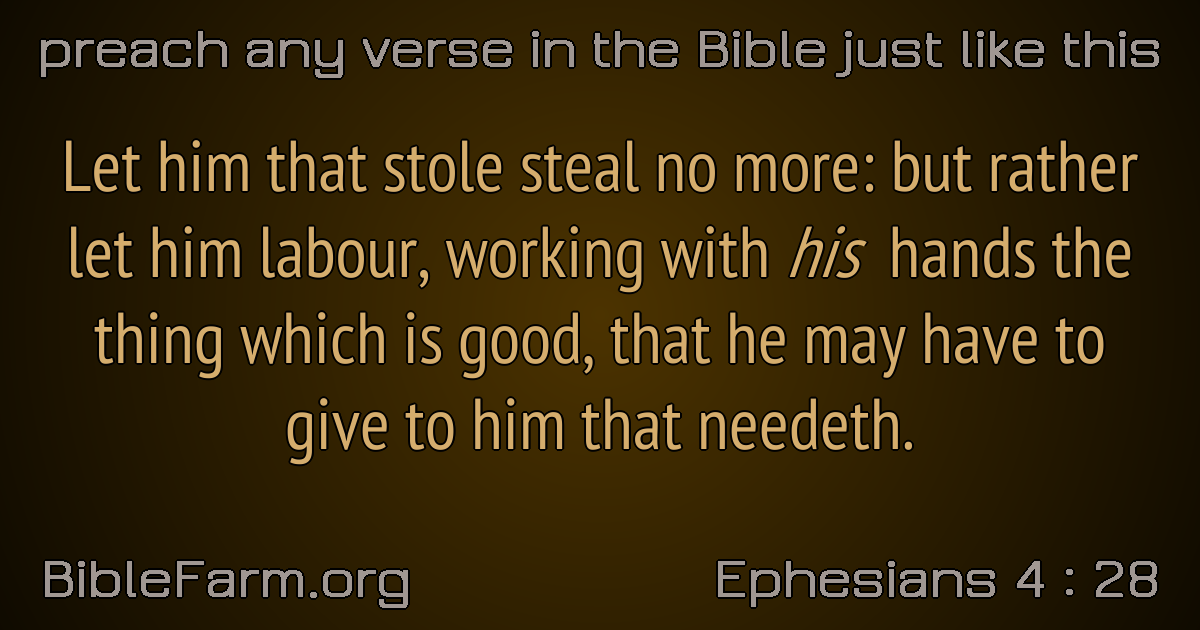 preach any verse in the Bible just like this
Let him that stole steal no more: but rather
let him labour, working with his hands the
thing which is good, that he may have to
give to him that needeth.
BibleFarm.org
Ephesians 4 : 28